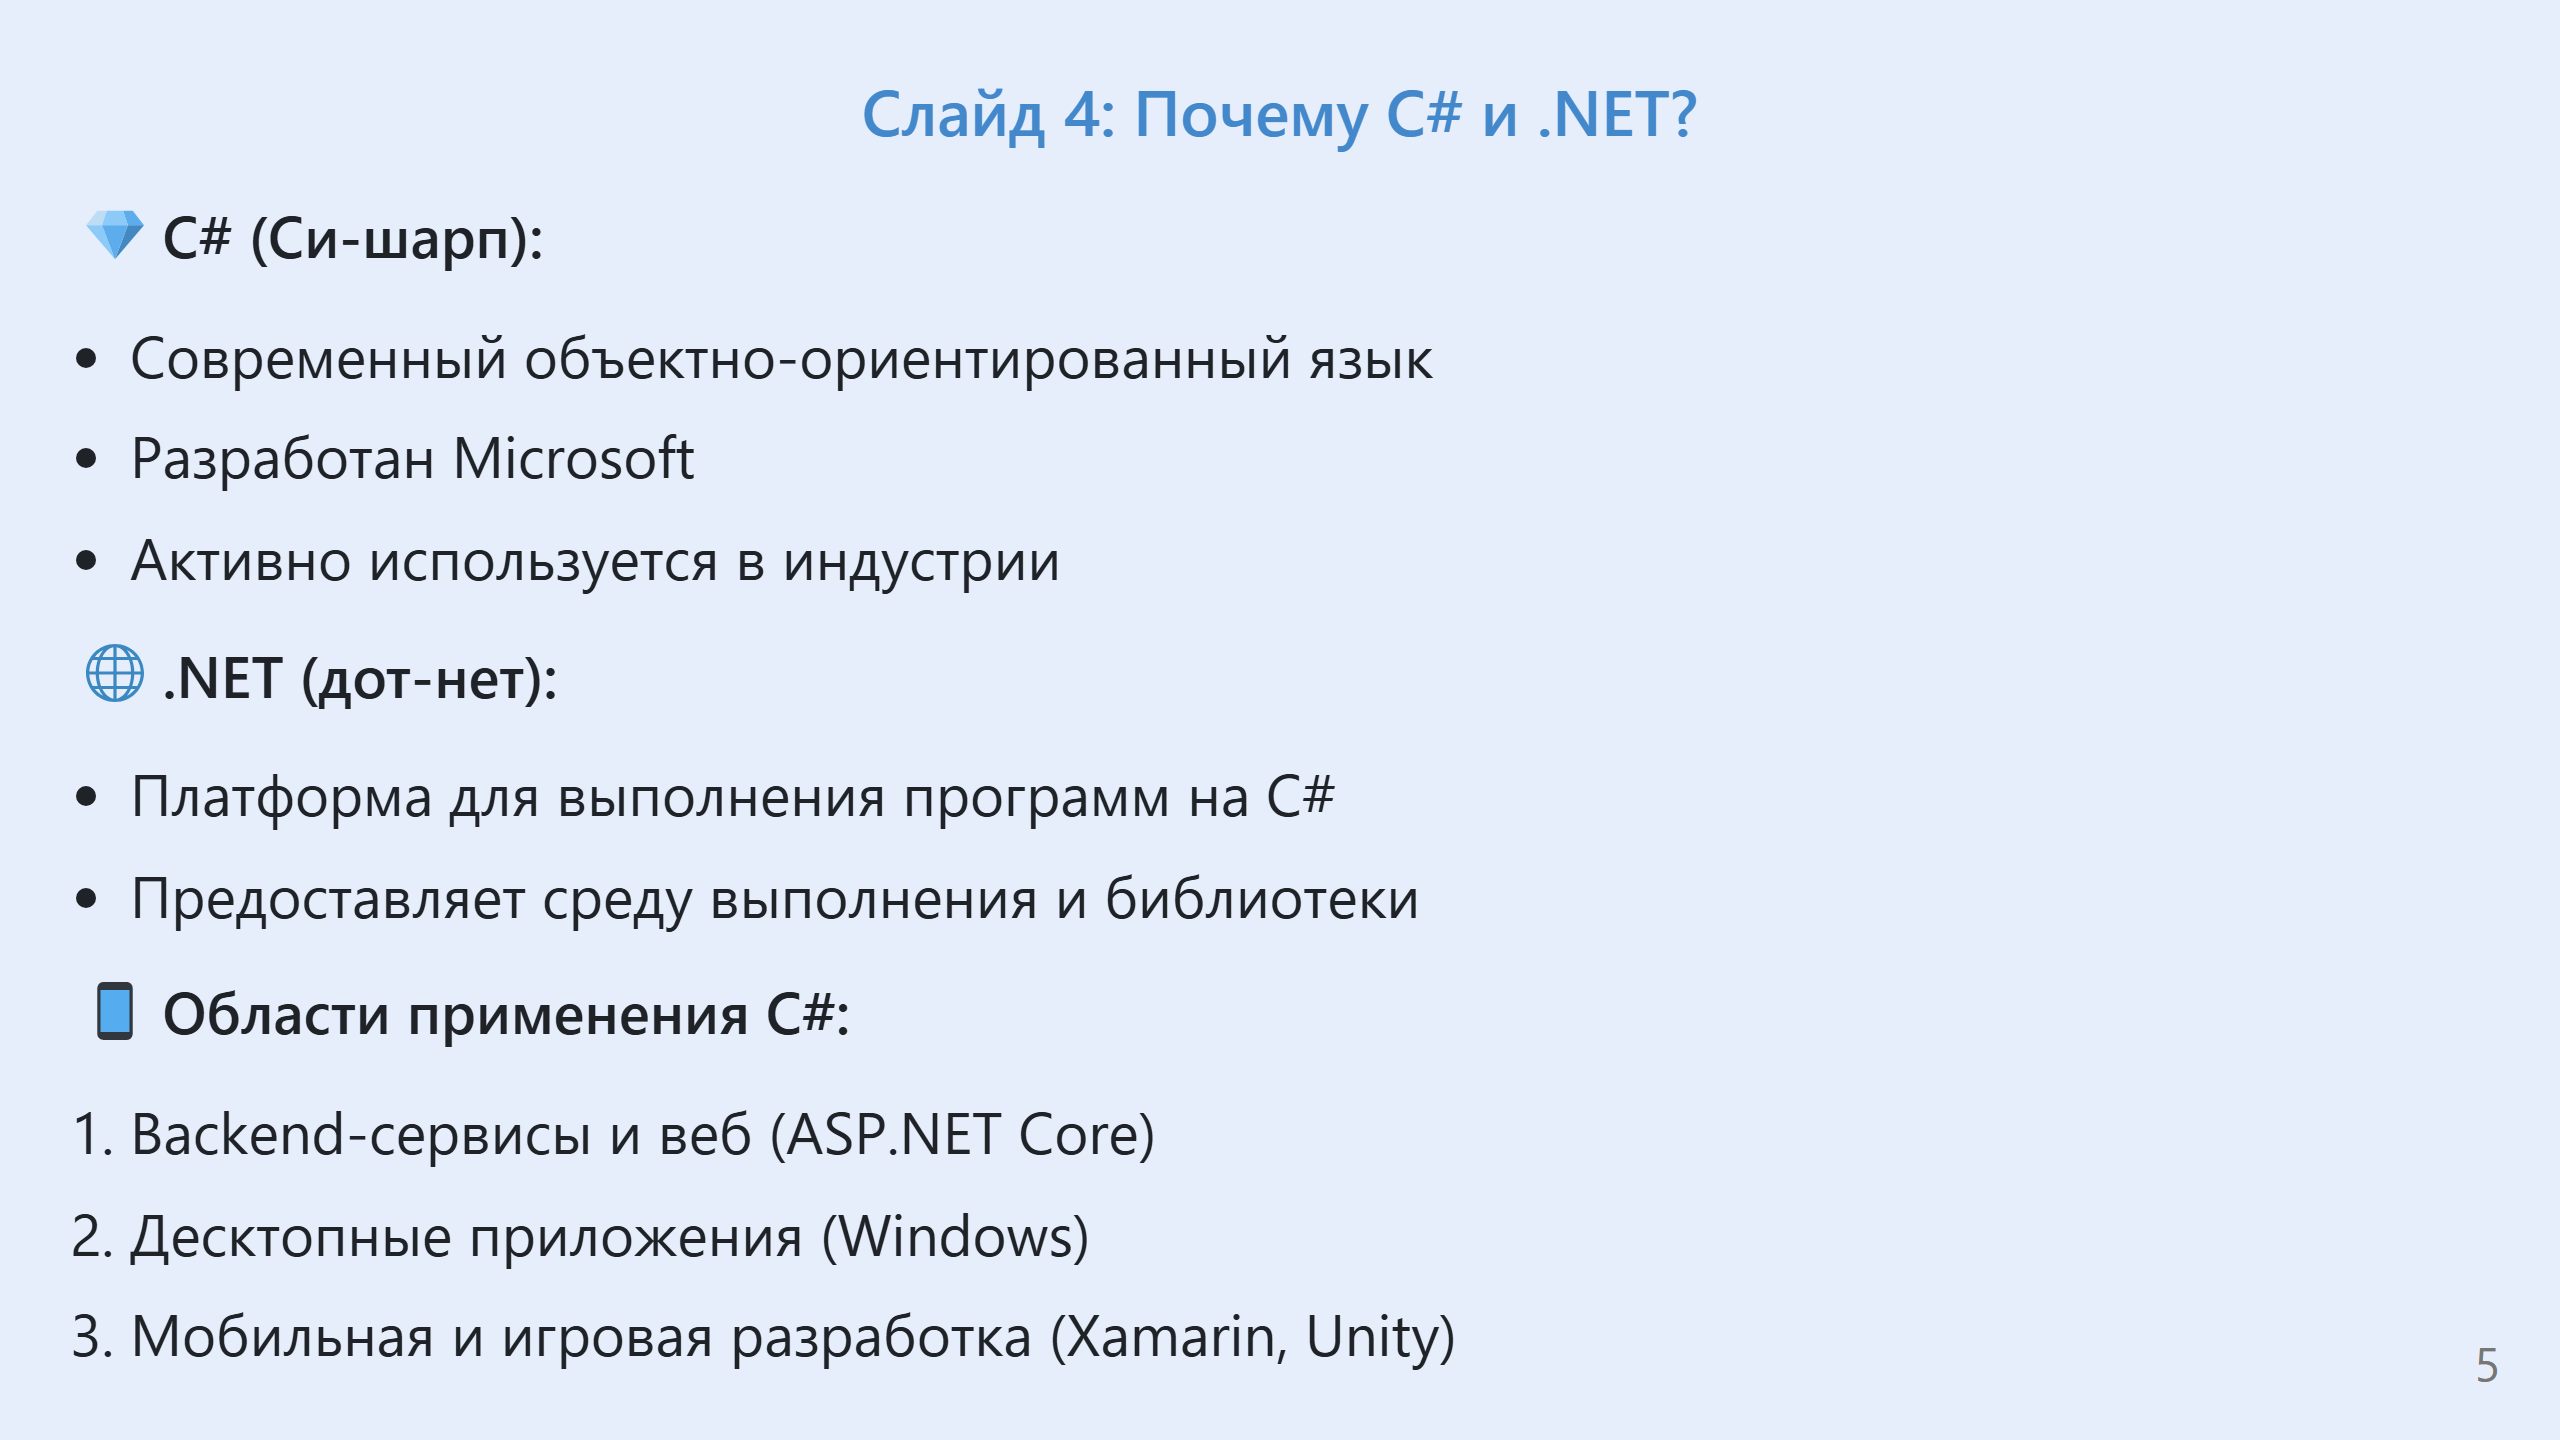 Слайд 4: Почему C# и .NET?
C# (Си-шарп):
• Современный объектно-ориентированный язык
• Разработан Microsoft
• Активно используется в индустрии
.NET (дот-нет):
• Платформа для выполнения программ на C#
• Предоставляет среду выполнения и библиотеки
Области применения C#:
1. Backend-сервисы и веб (ASP.NET Core)
2. Десктопные приложения (Windows)
3. Мобильная и игровая разработка (Xamarin, Unity)
5